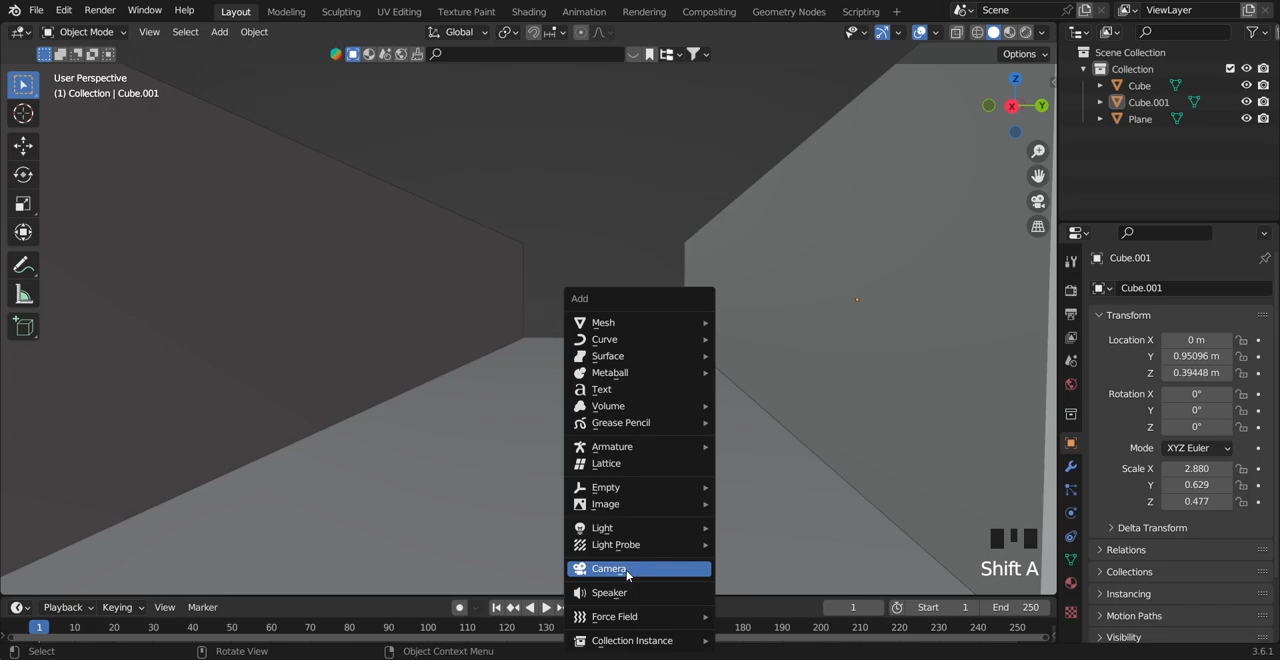 File Edit Render Window Help Layout Modeling Sculpting UV Editing Texture Paint Shading Animation Rendering Compositing Geometry Nodes Scripting + Scene ViewLayer
Object Mode View Select Add Object Global
Options
User Perspective
(1) Collection | Cube.001
Scene Collection
Collection
Cube
Cube.001
Plane
Z
X
Y
Cube.001
Cube.001
Transform
Location X 0 m
Y 0.95096 m
Z 0.39448 m
Rotation X 0°
Y 0°
Z 0°
Mode XYZ Euler
Scale X 2.880
Y 0.629
Z 0.477
Delta Transform
Relations
Collections
Instancing
Motion Paths
Visibility
Add
Mesh
Curve
Surface
Metaball
Text
Volume
Grease Pencil
Armature
Lattice
Empty
Image
Light
Light Probe
Camera
Speaker
Force Field
Collection Instance
Shift A
Playback Keying View Marker 1 Start 1 End 250
1 10 20 30 40 50 60 70 80 90 100 110 120 130 180 190 200 210 220 230 240 250
Select Rotate View Object Context Menu 3.6.1